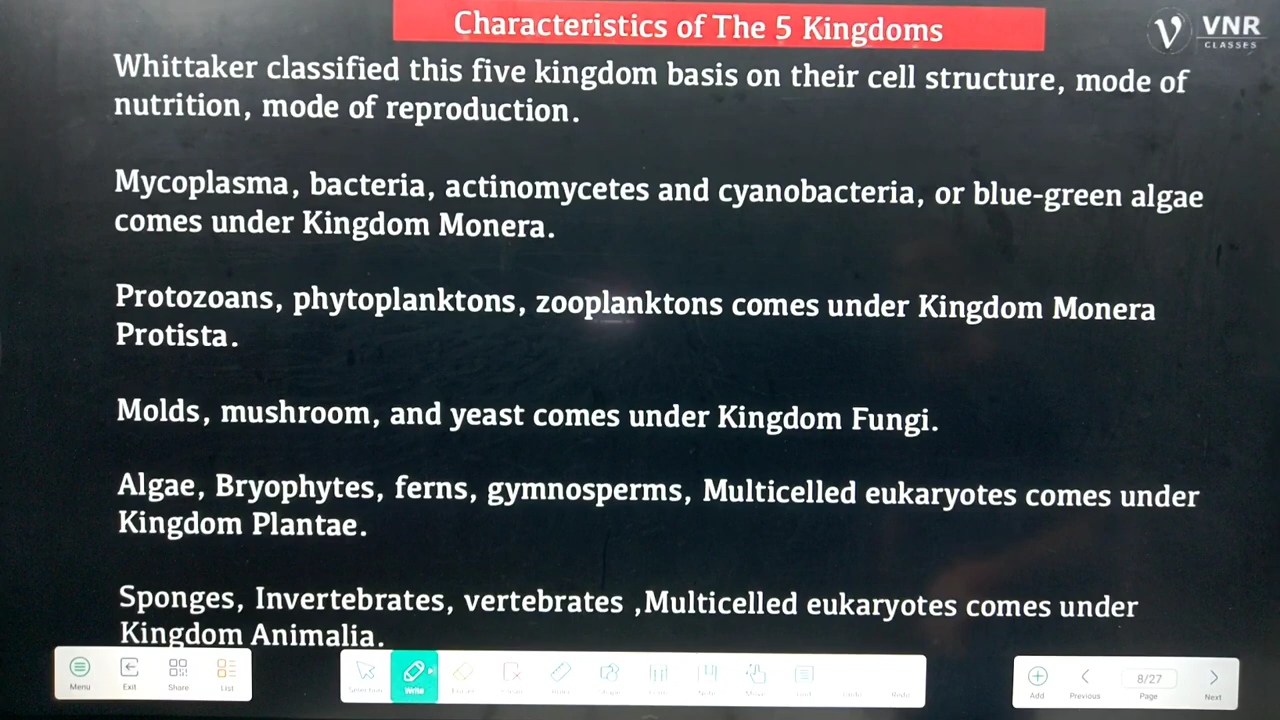 Characteristics of The 5 Kingdoms
VNR
CLASSES
Whittaker classified this five kingdom basis on their cell structure, mode of
nutrition, mode of reproduction.
Mycoplasma, bacteria, actinomycetes and cyanobacteria, or blue-green algae
comes under Kingdom Monera.
Protozoans, phytoplanktons, zooplanktons comes under Kingdom Monera
Protista.
Molds, mushroom, and yeast comes under Kingdom Fungi.
Algae, Bryophytes, ferns, gymnosperms, Multicelled eukaryotes comes under
Kingdom Plantae.
Sponges, Invertebrates, vertebrates ,Multicelled eukaryotes comes under
Kingdom Animalia.
Menu Exit Share List Write Undo Redo Add Previous 8/27 Page Next